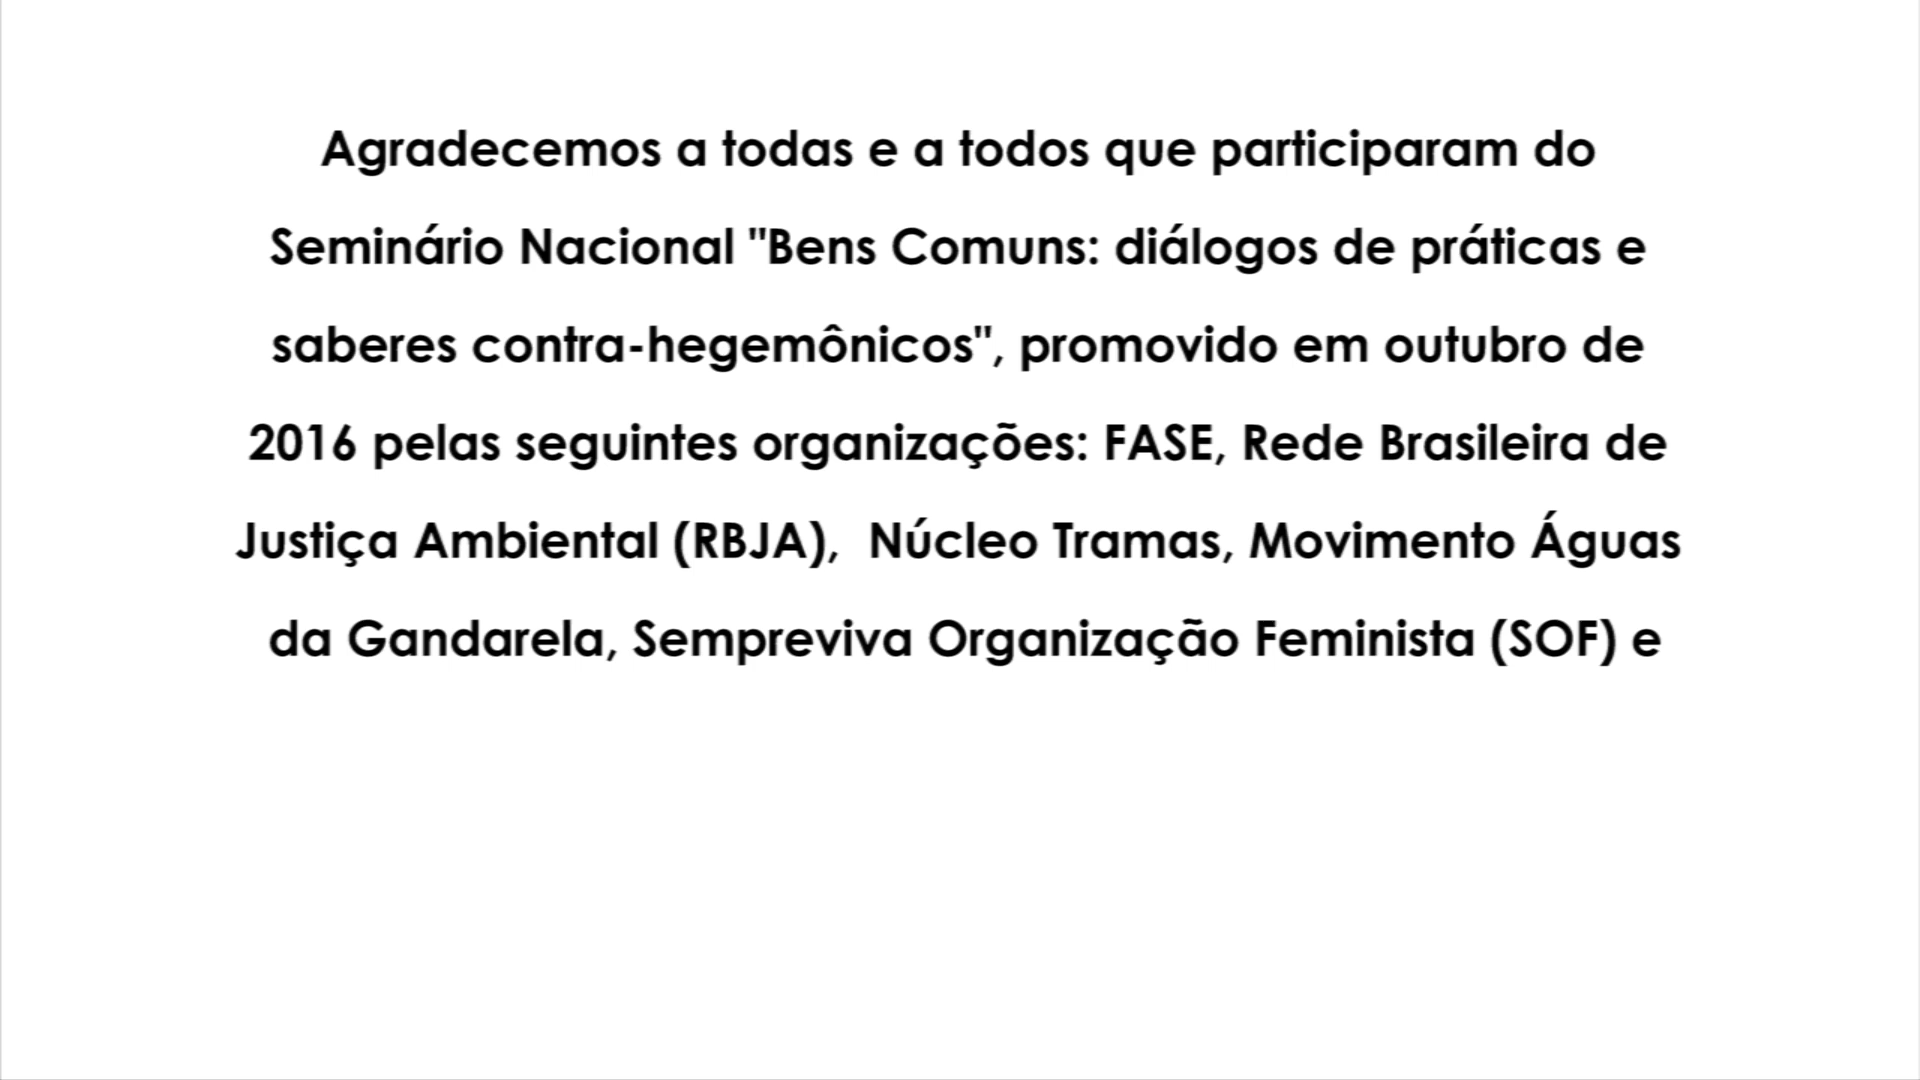 Agradecemos a todas e a todos que participaram do
Seminário Nacional "Bens Comuns: diálogos de práticas e
saberes contra-hegemônicos", promovido em outubro de
2016 pelas seguintes organizações: FASE, Rede Brasileira de
Justiça Ambiental (RBJA),  Núcleo Tramas, Movimento Águas
da Gandarela, Sempreviva Organização Feminista (SOF) e